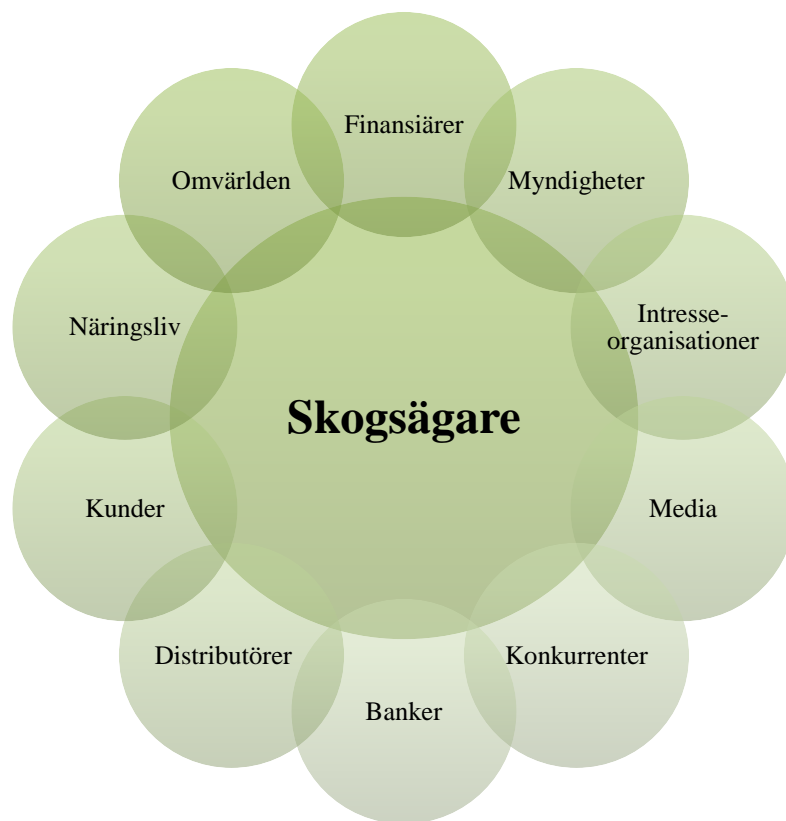 Finansiärer
Omvärlden
Myndigheter
Näringsliv
Intresse-
organisationer
Skogsägare
Kunder
Media
Distributörer
Konkurrenter
Banker